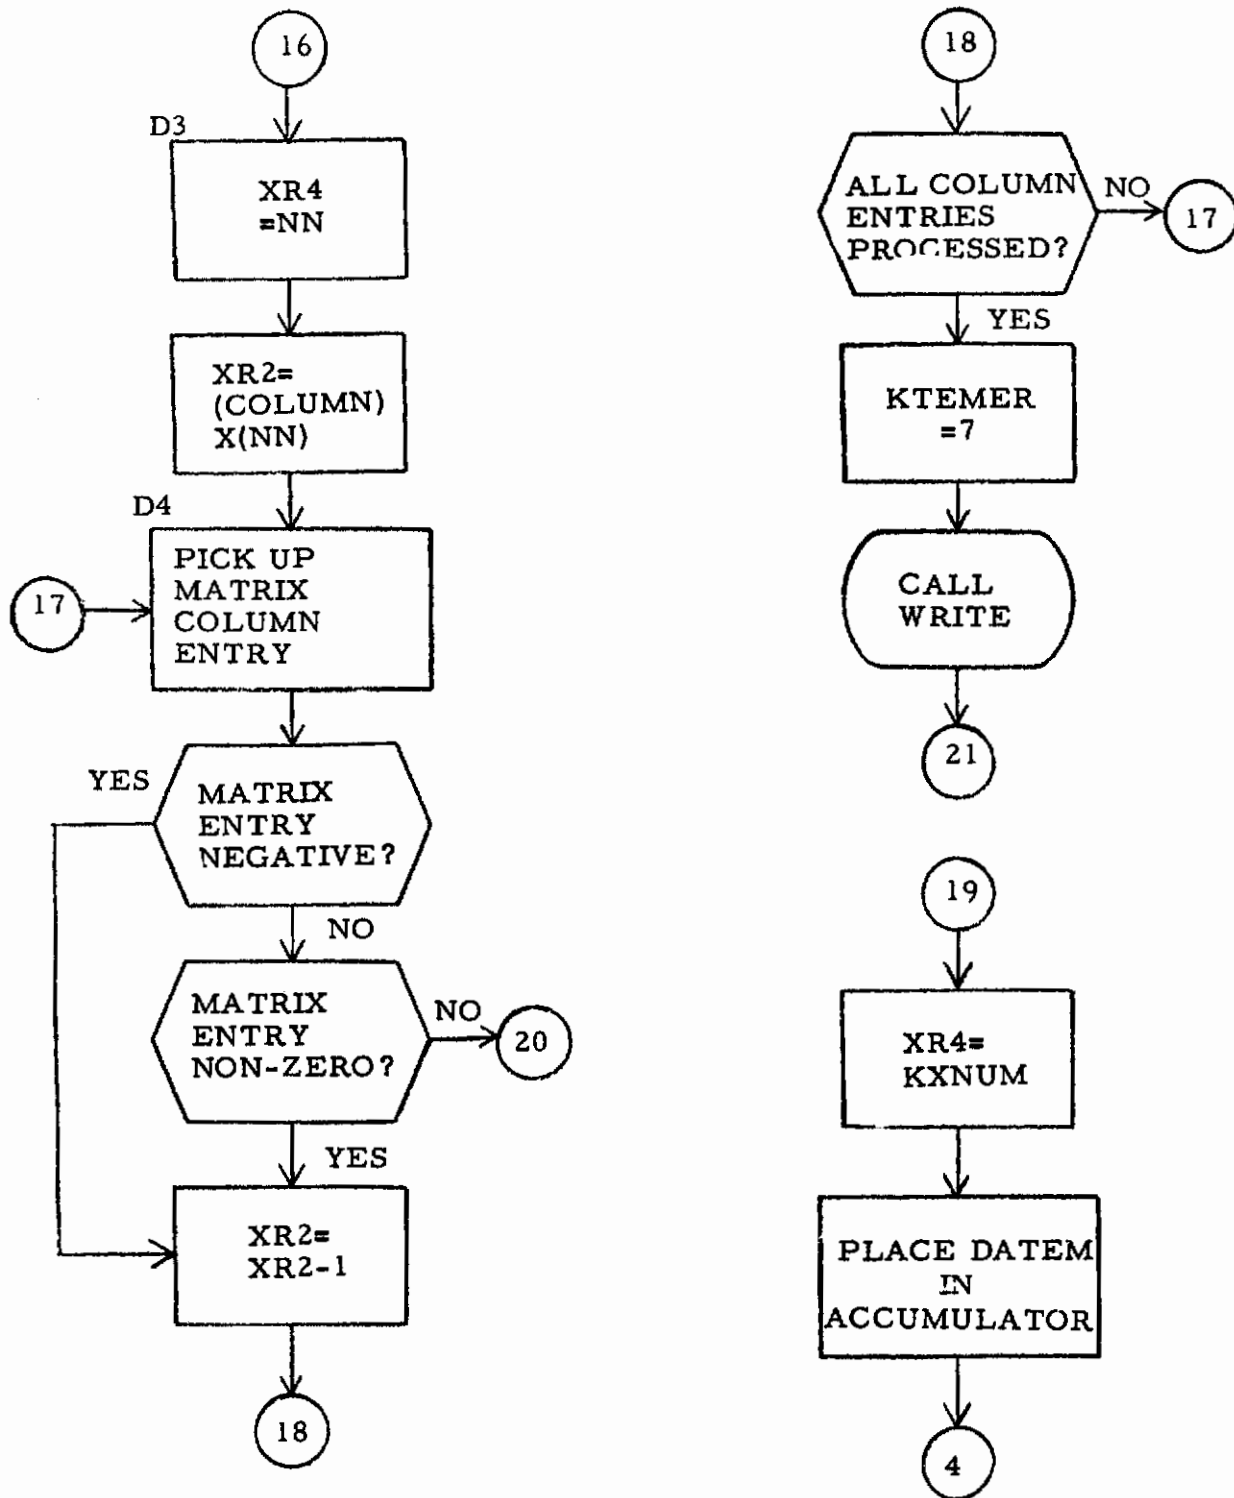 16
D3
XR4
=NN
XR2=
(COLUMN)
X(NN)
D4
17
PICK UP
MATRIX
COLUMN
ENTRY
YES
MATRIX
ENTRY
NEGATIVE?
NO
MATRIX
ENTRY
NON-ZERO?
NO
20
YES
XR2=
XR2-1
18
18
ALL COLUMN
ENTRIES
PROCESSED?
NO
17
YES
KTEMER
=7
CALL
WRITE
21
19
XR4=
KXNUM
PLACE DATEM
IN
ACCUMULATOR
4